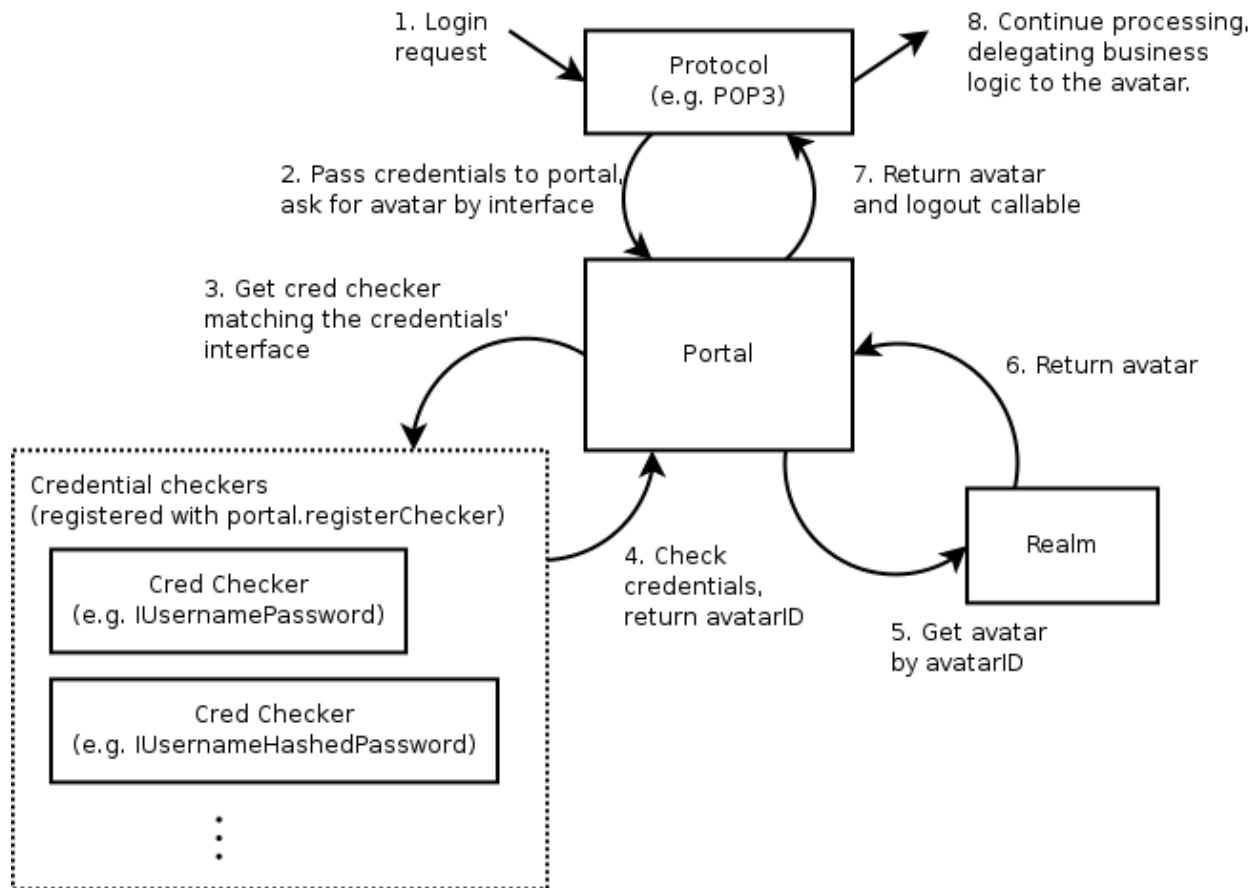 1. Login
request
Protocol
(e.g. POP3)
8. Continue processing,
delegating business
logic to the avatar.
2. Pass credentials to portal,
ask for avatar by interface
7. Return avatar
and logout callable
3. Get cred checker
matching the credentials'
interface
Portal
6. Return avatar
Credential checkers
(registered with portal.registerChecker)
Cred Checker
(e.g. IUsernamePassword)
Cred Checker
(e.g. IUsernameHashedPassword)
4. Check
credentials,
return avatarID
Realm
5. Get avatar
by avatarID